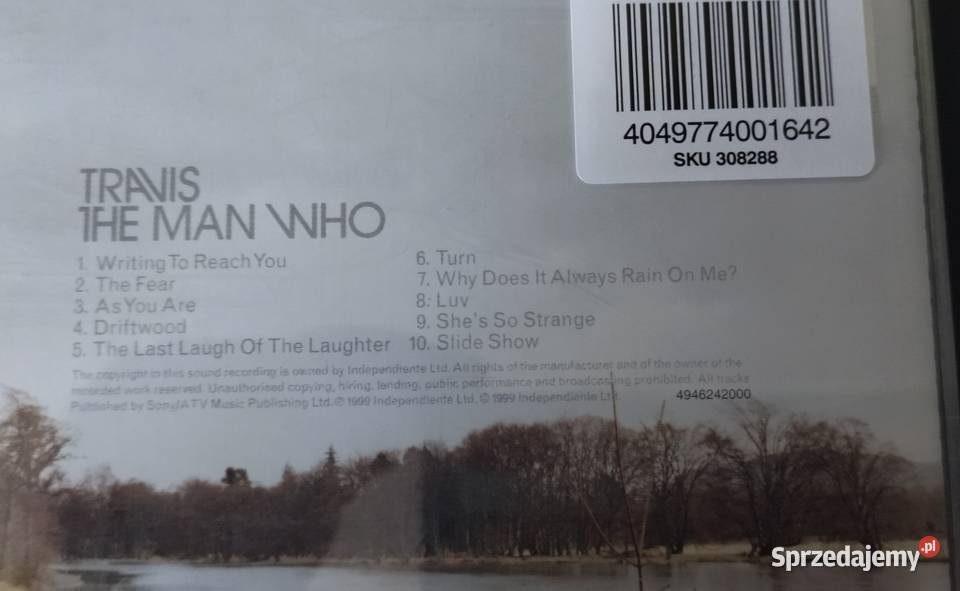 4049774001642
SKU 308288
TRAVIS
THE MAN WHO
1. Writing To Reach You
2. The Fear
3. As You Are
4. Driftwood
5. The Last Laugh Of The Laughter
6. Turn
7. Why Does It Always Rain On Me?
8. Luv
9. She's So Strange
10. Slide Show
The copyright in this sound recording is owned by Independiente Ltd. All rights of the manufacturer and of the owner of the
recorded work reserved. Unauthorised copying, hiring, lending, public performance and broadcasting prohibited. All tracks
Published by Sony/ATV Music Publishing Ltd. ℗ 1999 Independiente Ltd. © 1999 Independiente Ltd.
4946242000
Sprzedajemy.pl